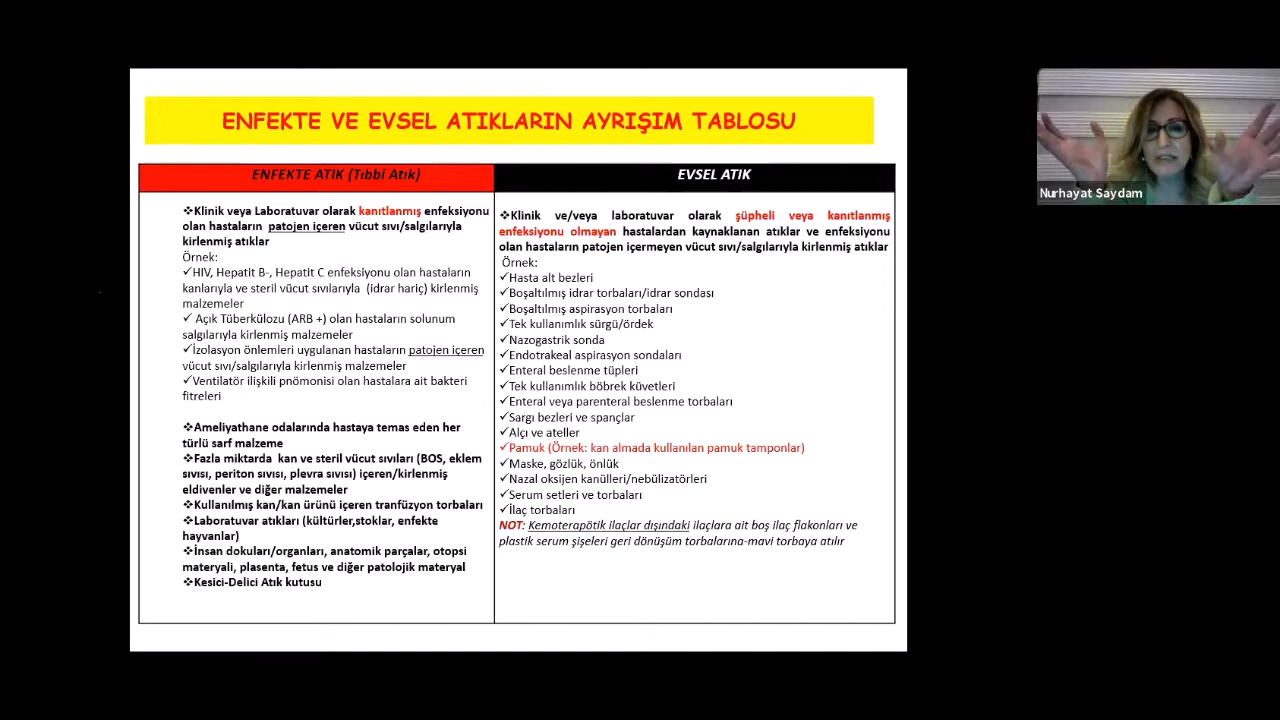 ENFEKTE VE EVSEL ATIKLARIN AYRIŞIM TABLOSU
ENFEKTE ATIK (Tıbbi Atık)
❖Klinik veya Laboratuvar olarak kanıtlanmış enfeksiyonu
olan hastaların patojen içeren vücut sıvı/salgılarıyla
kirlenmiş atıklar
Örnek:
✓HIV, Hepatit B-, Hepatit C enfeksiyonu olan hastaların
kanlarıyla ve steril vücut sıvılarıyla (idrar hariç) kirlenmiş
malzemeler
✓ Açık Tüberkülozu (ARB +) olan hastaların solunum
salgılarıyla kirlenmiş malzemeler
✓İzolasyon önlemleri uygulanan hastaların patojen içeren
vücut sıvı/salgılarıyla kirlenmiş malzemeler
✓Ventilatör ilişkili pnömonisi olan hastalara ait bakteri
fitreleri
❖Ameliyathane odalarında hastaya temas eden her
türlü sarf malzeme
❖Fazla miktarda kan ve steril vücut sıvıları (BOS, eklem
sıvısı, periton sıvısı, plevra sıvısı) içeren/kirlenmiş
eldivenler ve diğer malzemeler
❖Kullanılmış kan/kan ürünü içeren tranfüzyon torbaları
❖Laboratuvar atıkları (kültürler,stoklar, enfekte
hayvanlar)
❖İnsan dokuları/organları, anatomik parçalar, otopsi
materyali, plasenta, fetus ve diğer patolojik materyal
❖Kesici-Delici Atık kutusu
EVSEL ATIK
❖Klinik ve/veya laboratuvar olarak şüpheli veya kanıtlanmış
enfeksiyonu olmayan hastalardan kaynaklanan atıklar ve enfeksiyonu
olan hastaların patojen içermeyen vücut sıvı/salgılarıyla kirlenmiş atıklar
Örnek:
✓Hasta alt bezleri
✓Boşaltılmış idrar torbaları/idrar sondası
✓Boşaltılmış aspirasyon torbaları
✓Tek kullanımlık sürgü/ördek
✓Nazogastrik sonda
✓Endotrakeal aspirasyon sondaları
✓Enteral beslenme tüpleri
✓Tek kullanımlık böbrek küvetleri
✓Enteral veya parenteral beslenme torbaları
✓Sargı bezleri ve spançlar
✓Alçı ve ateller
✓Pamuk (Örnek: kan almada kullanılan pamuk tamponlar)
✓Maske, gözlük, önlük
✓Nazal oksijen kanülleri/nebülizatörleri
✓Serum setleri ve torbaları
✓İlaç torbaları
NOT: Kemoterapötik ilaçlar dışındaki ilaçlara ait boş ilaç flakonları ve
plastik serum şişeleri geri dönüşüm torbalarına-mavi torbaya atılır
Nurhayat Saydam